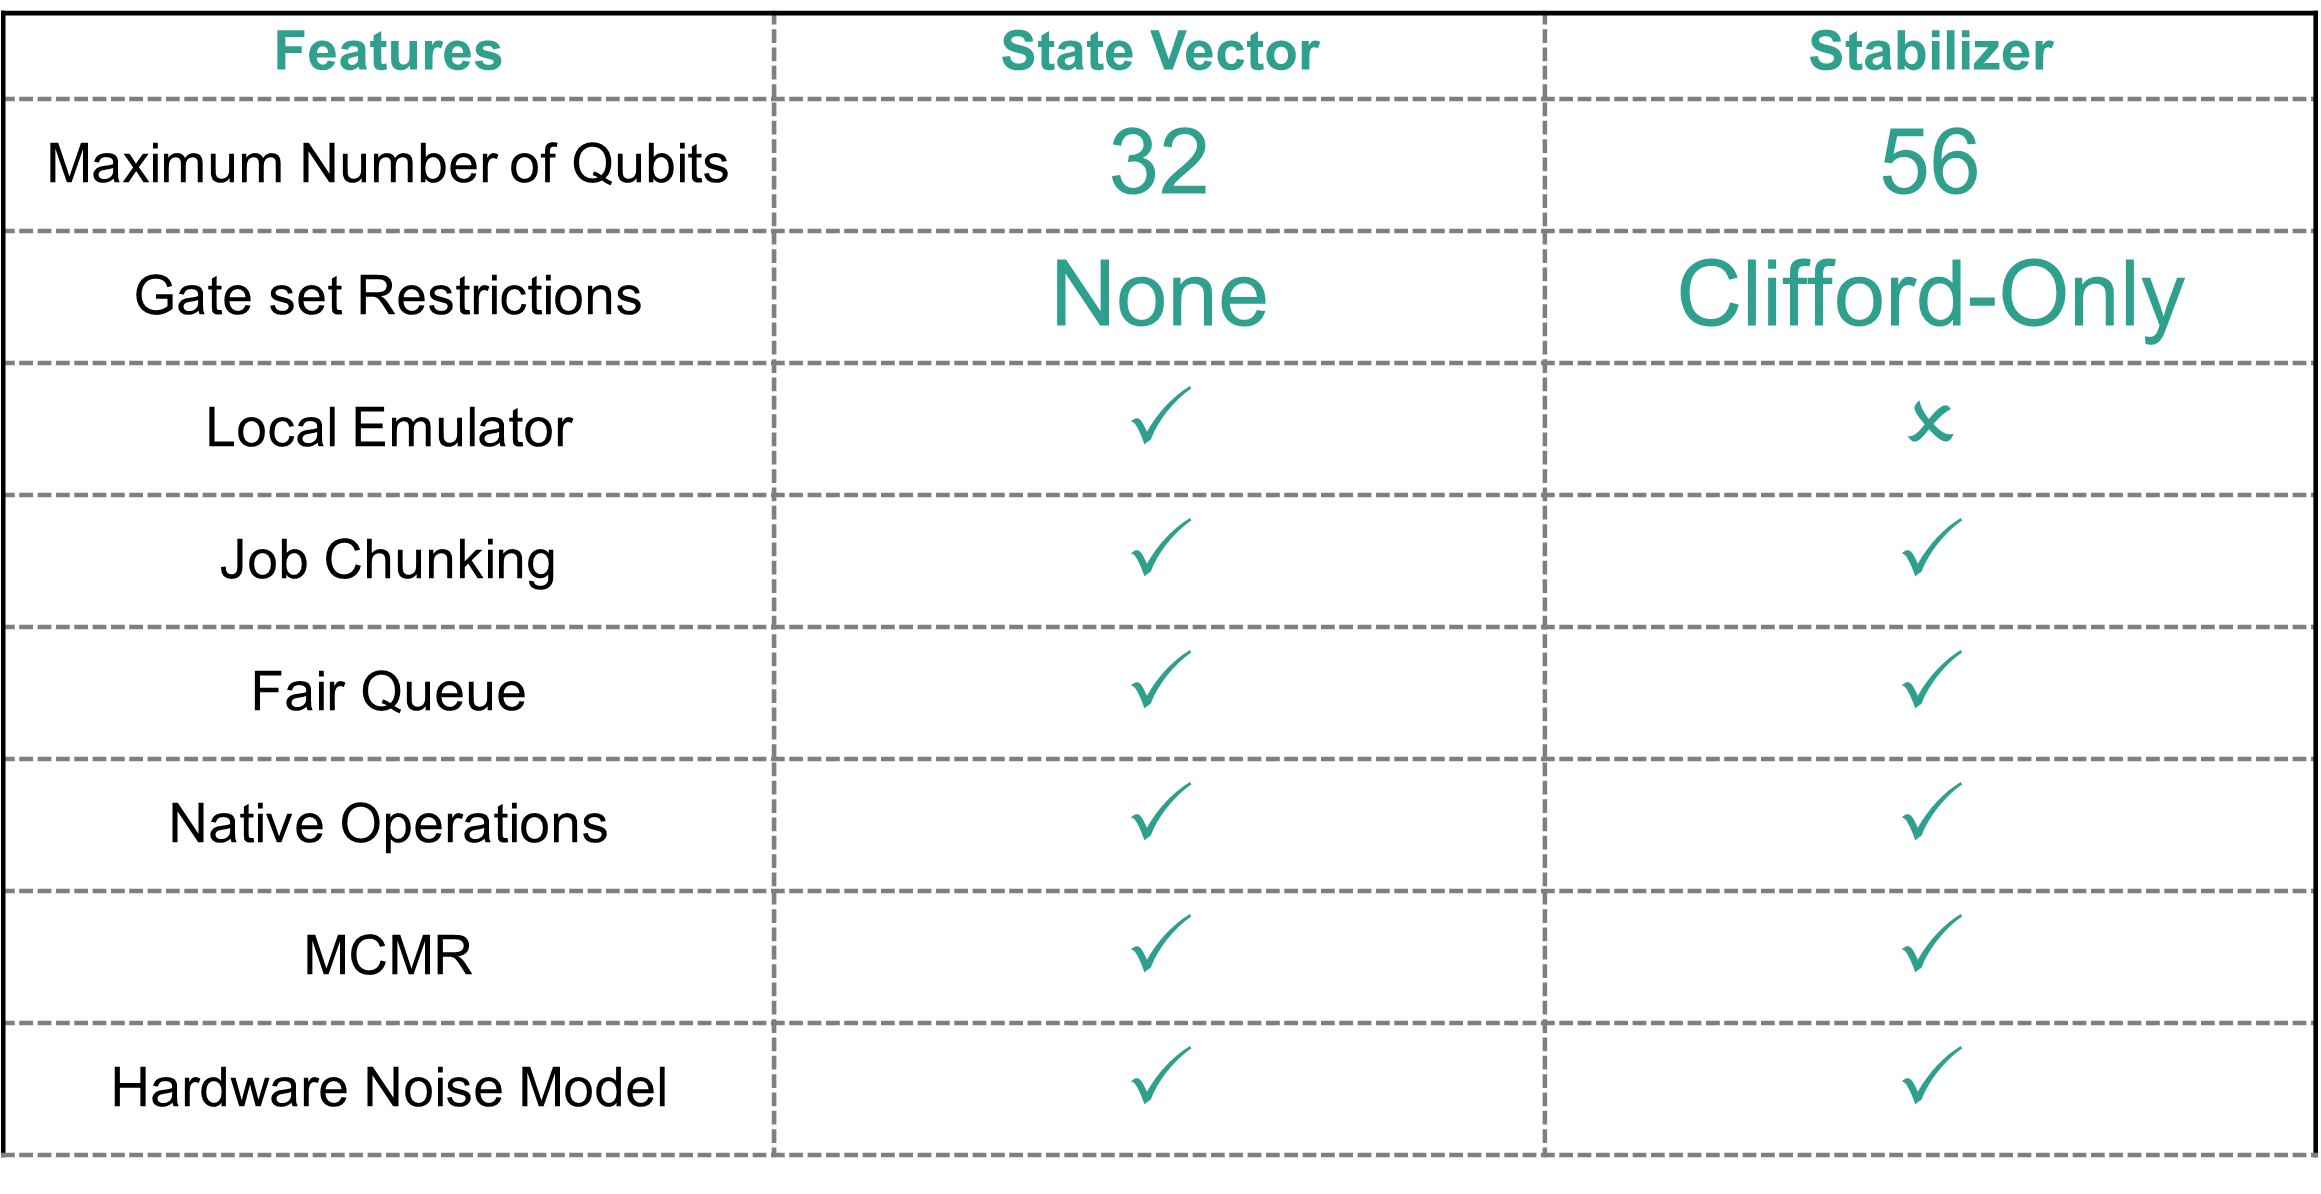 Features State Vector Stabilizer
Maximum Number of Qubits 32 56
Gate set Restrictions None Clifford-Only
Local Emulator ✓ ✗
Job Chunking ✓ ✓
Fair Queue ✓ ✓
Native Operations ✓ ✓
MCMR ✓ ✓
Hardware Noise Model ✓ ✓